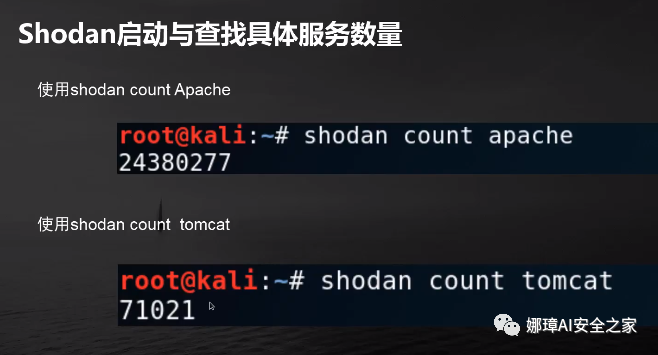 Shodan启动与查找具体服务数量
使用shodan count Apache
root@kali:~# shodan count apache
24380277
使用shodan count  tomcat
root@kali:~# shodan count tomcat
71021
娜璋AI安全之家